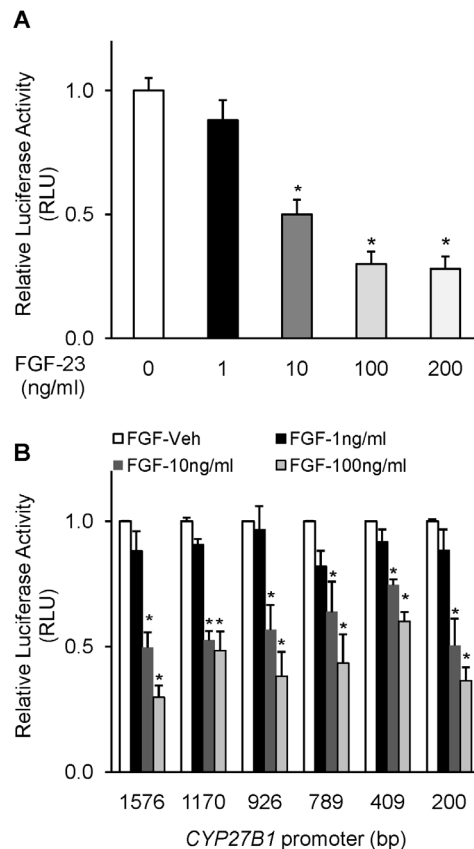 A
Relative Luciferase Activity
(RLU)
1.0
0.5
0.0
*
*
*
FGF-23
(ng/ml)
0 1 10 100 200
FGF-Veh FGF-1ng/ml
FGF-10ng/ml FGF-100ng/ml
B
Relative Luciferase Activity
(RLU)
1.0
0.5
0.0
* * * * * * * * * * * *
1576 1170 926 789 409 200
CYP27B1 promoter (bp)